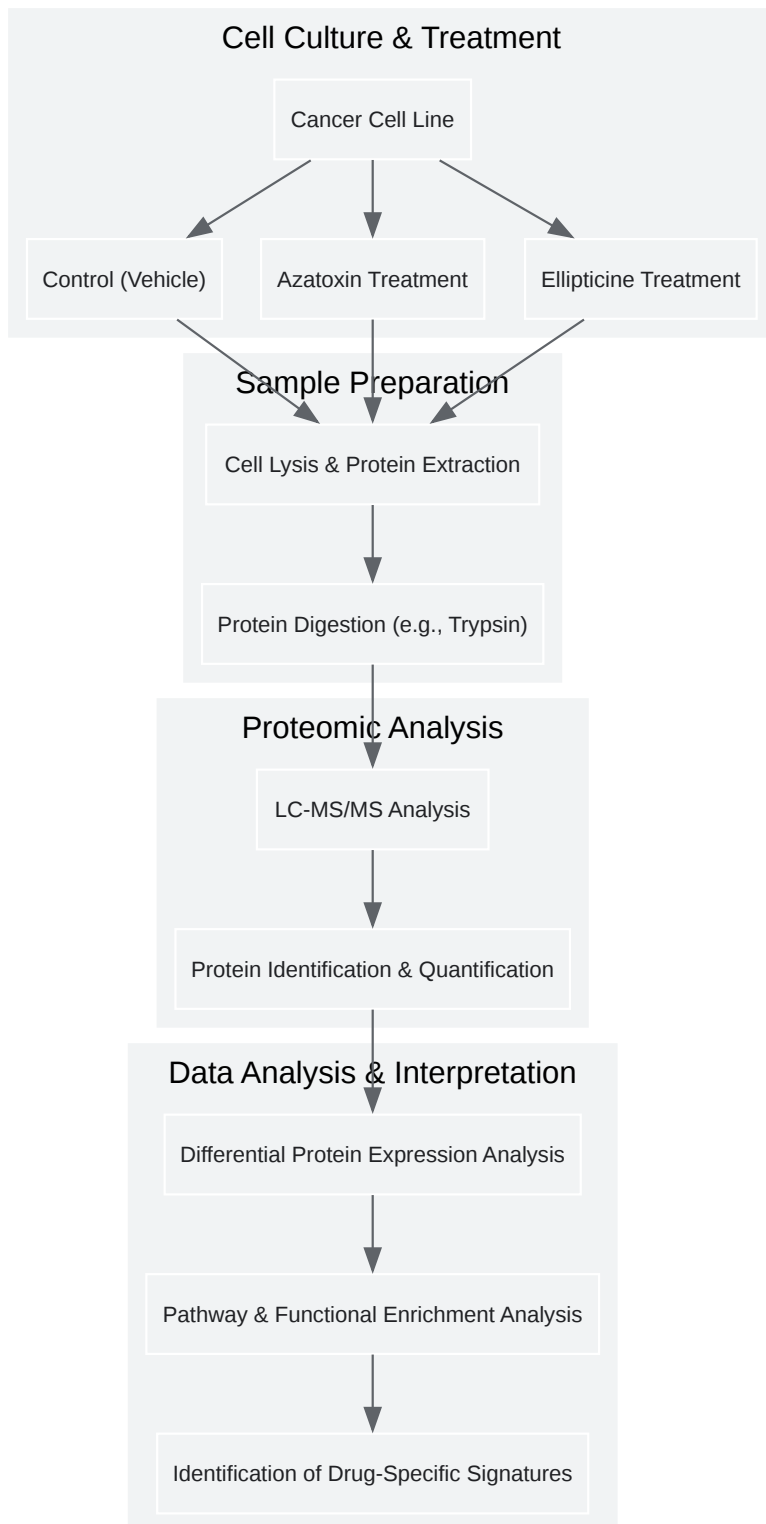 Cell Culture & Treatment
Cancer Cell Line
Control (Vehicle)
Azatoxin Treatment
Ellipticine Treatment
Sample Preparation
Cell Lysis & Protein Extraction
Protein Digestion (e.g., Trypsin)
Proteomic Analysis
LC-MS/MS Analysis
Protein Identification & Quantification
Data Analysis & Interpretation
Differential Protein Expression Analysis
Pathway & Functional Enrichment Analysis
Identification of Drug-Specific Signatures